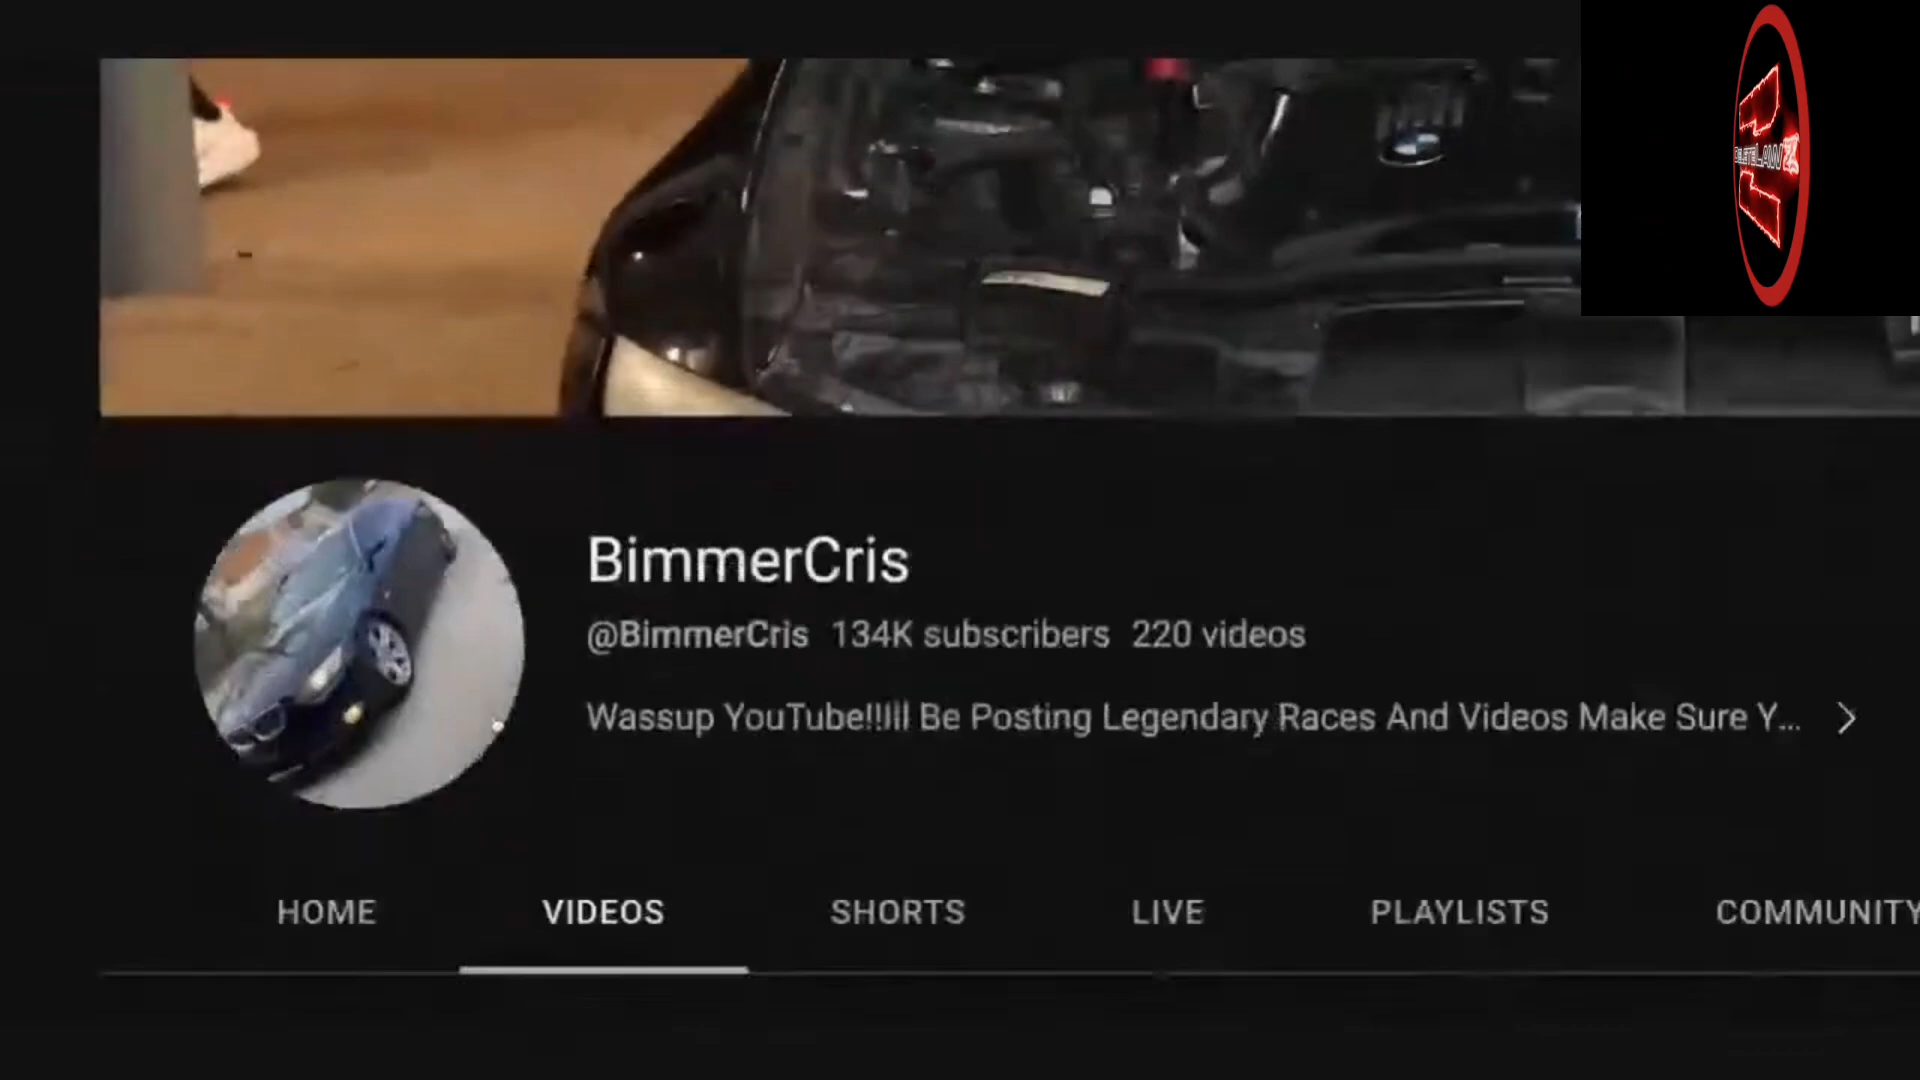 BimmerCris
@BimmerCris 134K subscribers 220 videos
Wassup YouTube!!Ill Be Posting Legendary Races And Videos Make Sure Y...
HOME VIDEOS SHORTS LIVE PLAYLISTS COMMUNITY